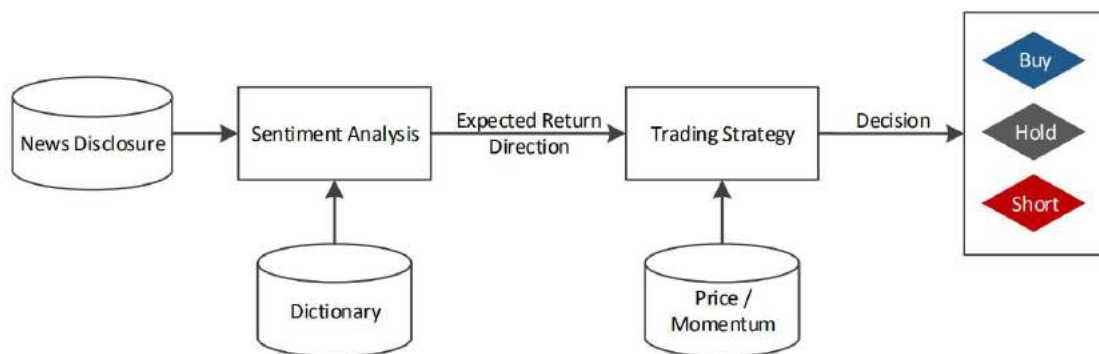 News Disclosure
Sentiment Analysis
Expected Return
Direction
Trading Strategy
Decision
Buy
Hold
Short
Dictionary
Price /
Momentum